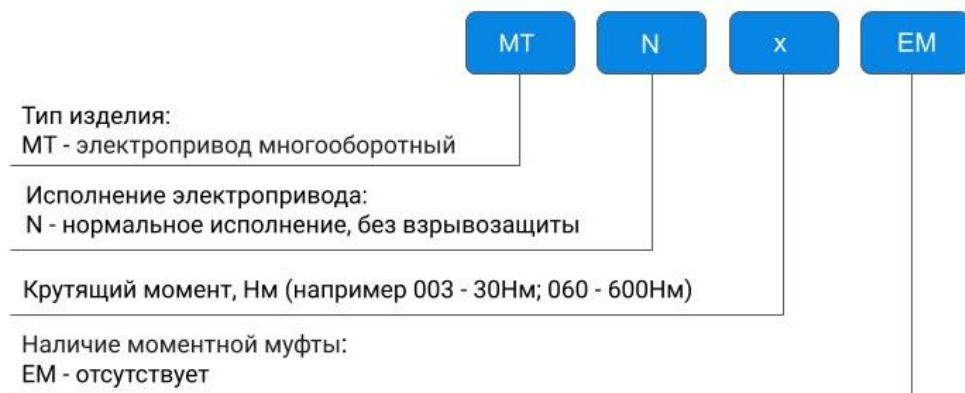 MT N x EM
Тип изделия:
МТ - электропривод многооборотный
Исполнение электропривода:
N - нормальное исполнение, без взрывозащиты
Крутящий момент, Нм (например 003 - 30Нм; 060 - 600Нм)
Наличие моментной муфты:
ЕМ - отсутствует